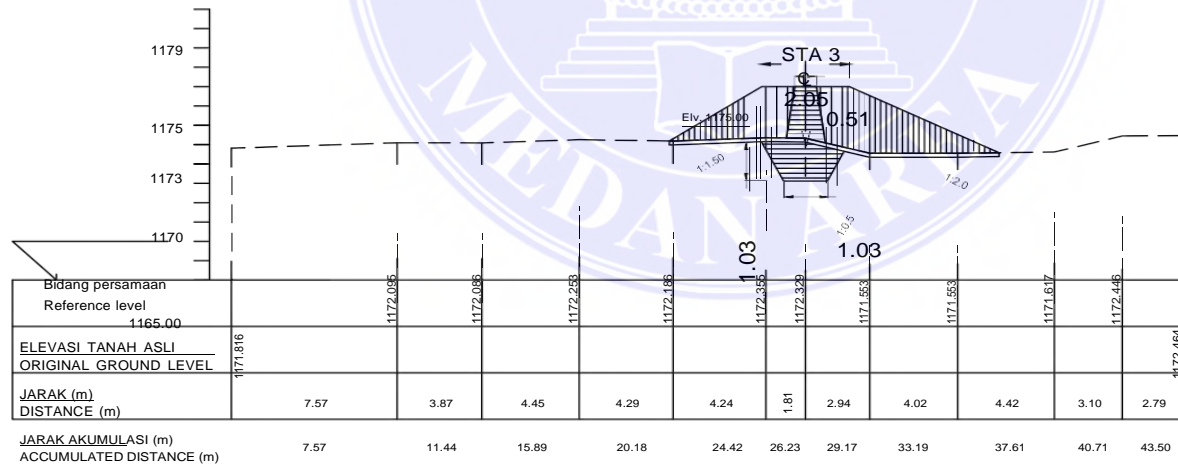 1179
1175
1173
1170
STA 3
℄
2.05
Elv. 1175.00
0.51
1:1.50
1:2.0
1:0.5
1.03
1.03
MEDAN AREA
Bidang persamaan
Reference level
1165.00
1172.095
1172.086
1172.253
1172.186
1172.355
1172.329
1171.553
1171.553
1171.617
1172.446
ELEVASI TANAH ASLI
ORIGINAL GROUND LEVEL
1171.816
1172.464
JARAK (m)
DISTANCE (m)
7.57 3.87 4.45 4.29 4.24 1.81 2.94 4.02 4.42 3.10 2.79
JARAK AKUMULASI (m)
ACCUMULATED DISTANCE (m)
7.57 11.44 15.89 20.18 24.42 26.23 29.17 33.19 37.61 40.71 43.50